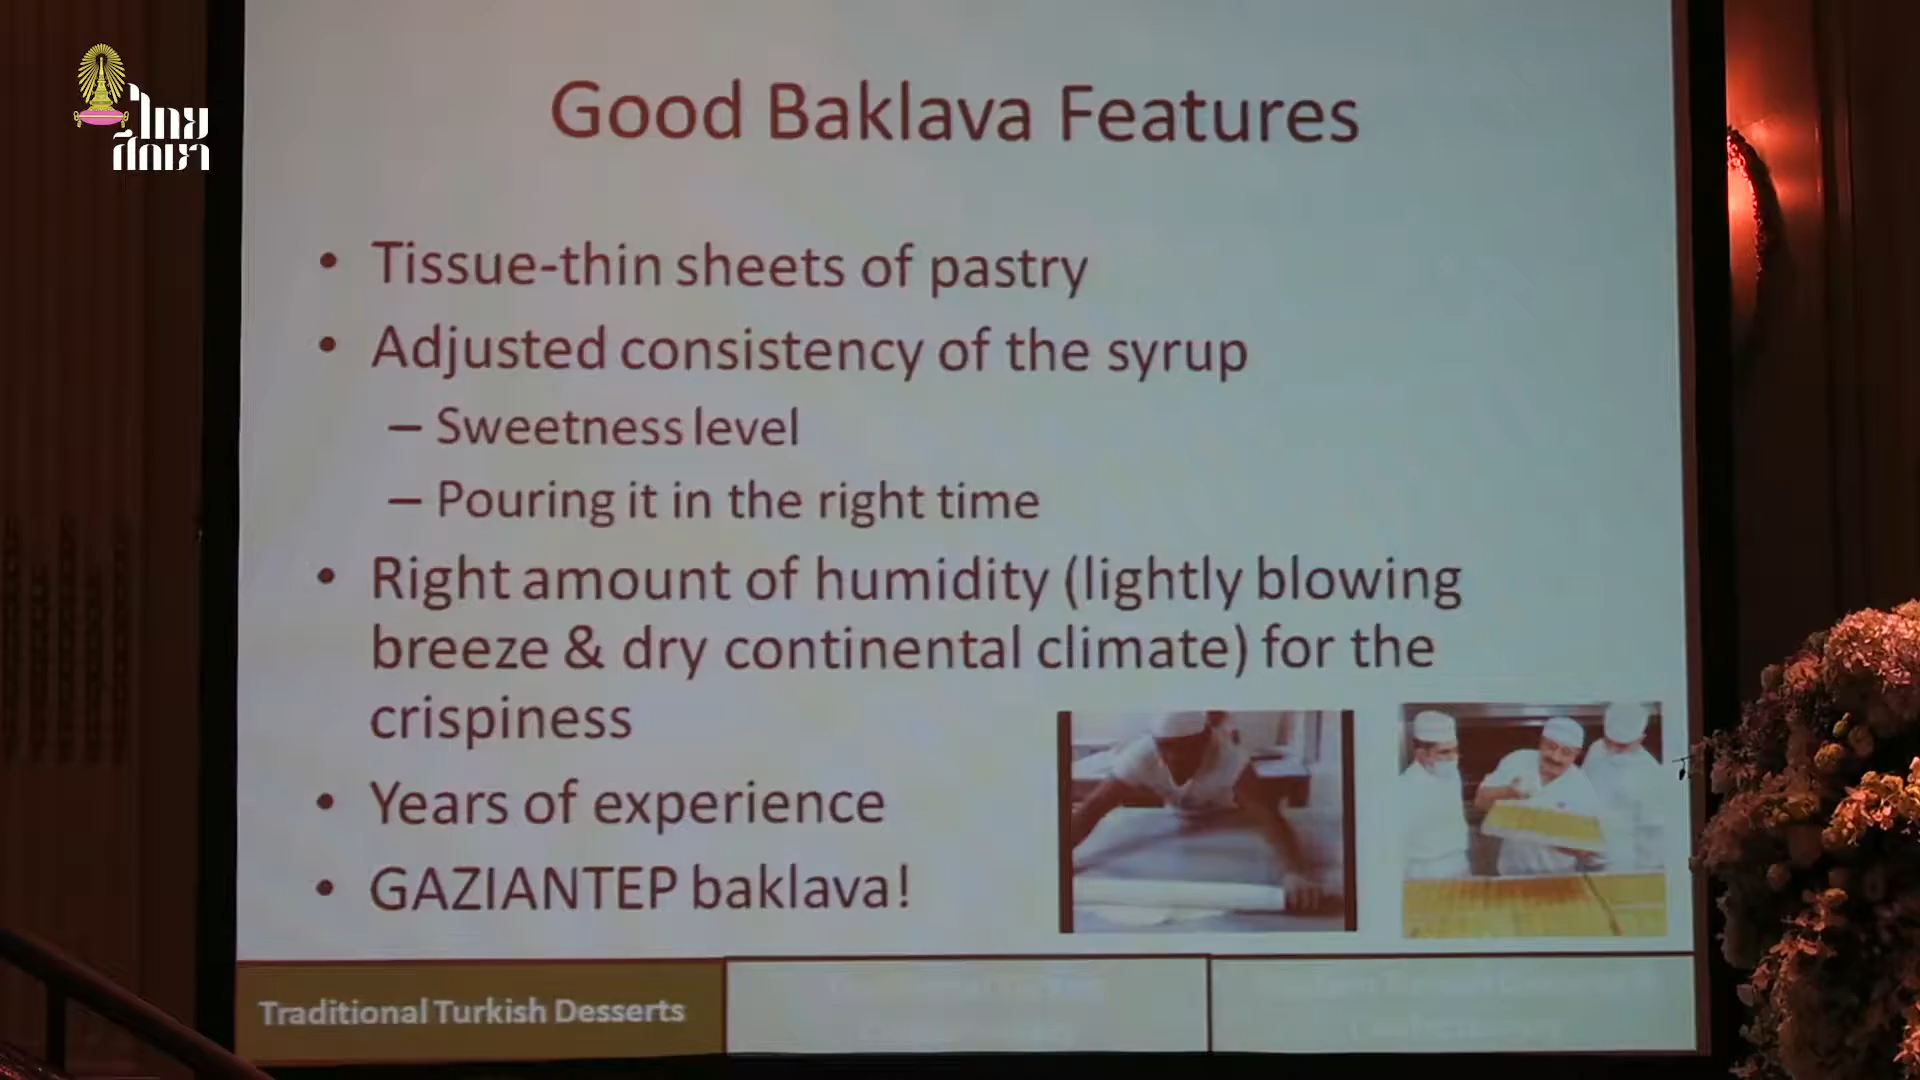 ไทย
ศึกษา
Good Baklava Features
• Tissue-thin sheets of pastry
• Adjusted consistency of the syrup
– Sweetness level
– Pouring it in the right time
• Right amount of humidity (lightly blowing
breeze & dry continental climate) for the
crispiness
• Years of experience
• GAZIANTEP baklava!
Traditional Turkish Desserts